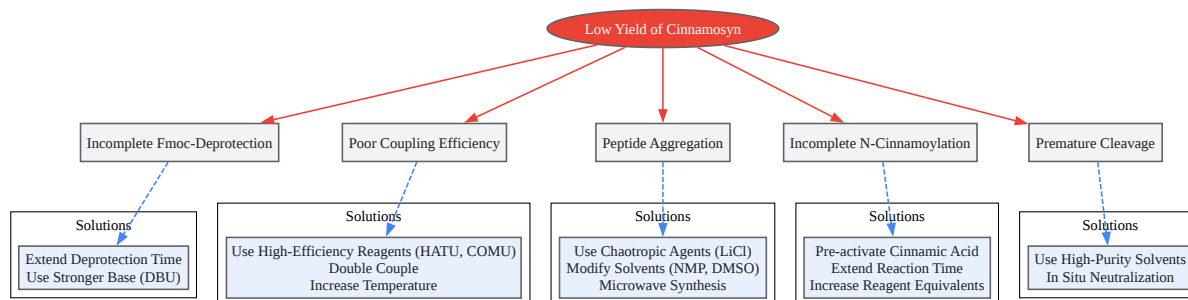 Low Yield of Cinnamosyn
Incomplete Fmoc-Deprotection
Poor Coupling Efficiency
Peptide Aggregation
Incomplete N-Cinnamoylation
Premature Cleavage
Solutions
Extend Deprotection Time
Use Stronger Base (DBU)
Solutions
Use High-Efficiency Reagents (HATU, COMU)
Double Couple
Increase Temperature
Solutions
Use Chaotropic Agents (LiCl)
Modify Solvents (NMP, DMSO)
Microwave Synthesis
Solutions
Pre-activate Cinnamic Acid
Extend Reaction Time
Increase Reagent Equivalents
Solutions
Use High-Purity Solvents
In Situ Neutralization